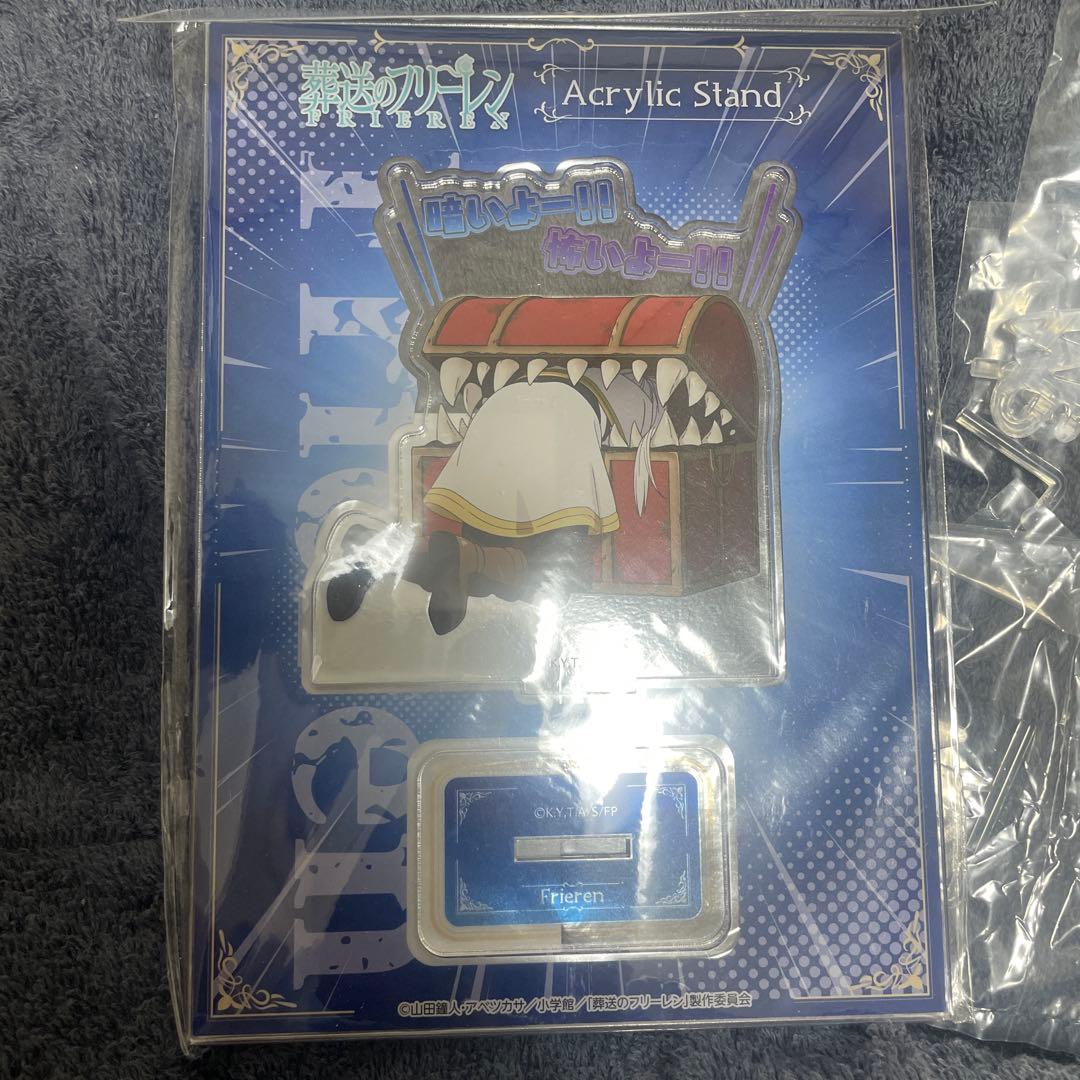 葬送のフリーレン
FRIEREN
Acrylic Stand
暗いよー!!
怖いよー!!
©K.Y,T.A・S/FP
Frieren
©山田鐘人・アベツカサ／小学館／「葬送のフリーレン」製作委員会